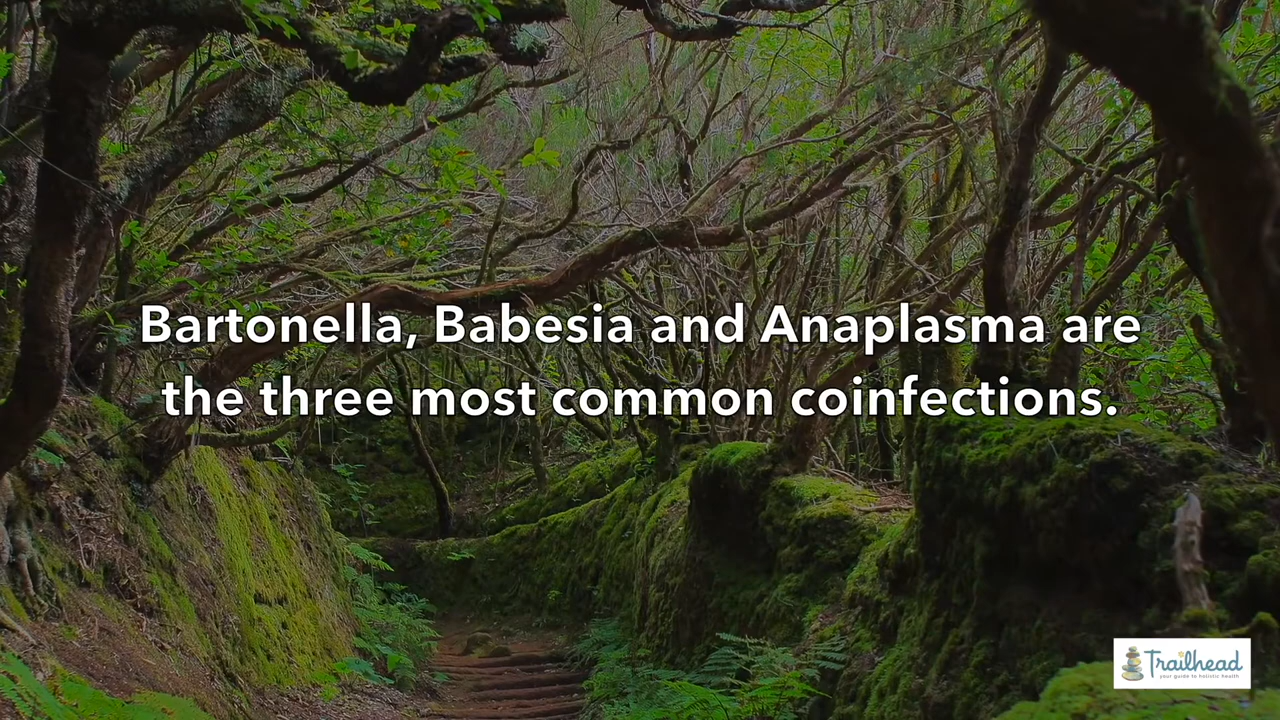 Bartonella, Babesia and Anaplasma are
the three most common coinfections.
Trailhead
your guide to holistic health